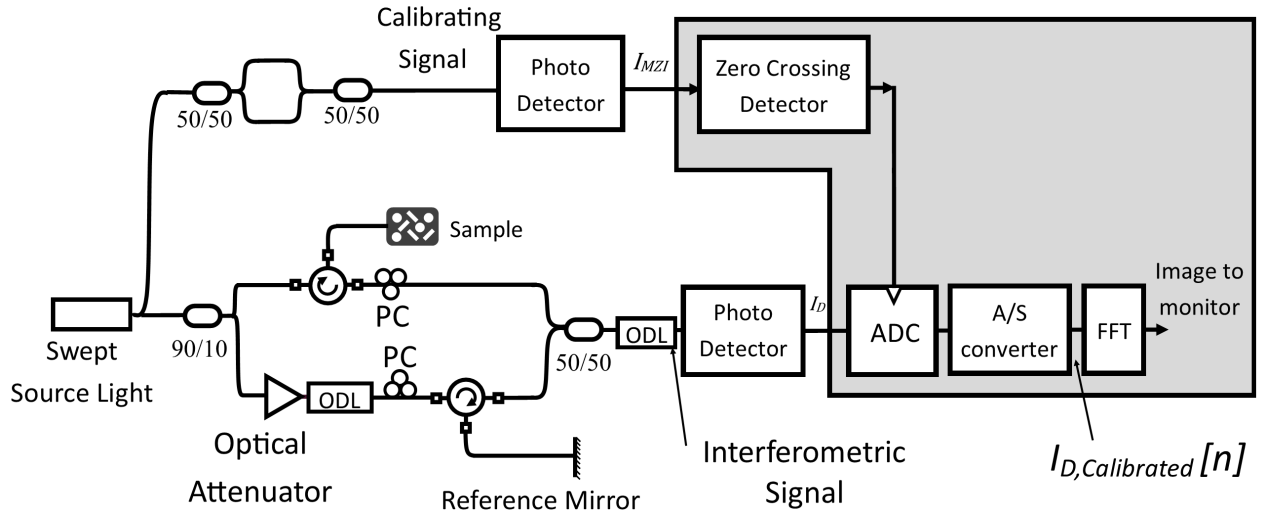 Calibrating
Signal
Photo
Detector
I_MZI
Zero Crossing
Detector
50/50
50/50
Sample
Image to
monitor
PC
Swept
Source Light
90/10
50/50
ODL
Photo
Detector
I_D
ADC
A/S
converter
FFT
PC
ODL
Optical
Attenuator
Reference Mirror
Interferometric
Signal
I_D,Calibrated [n]